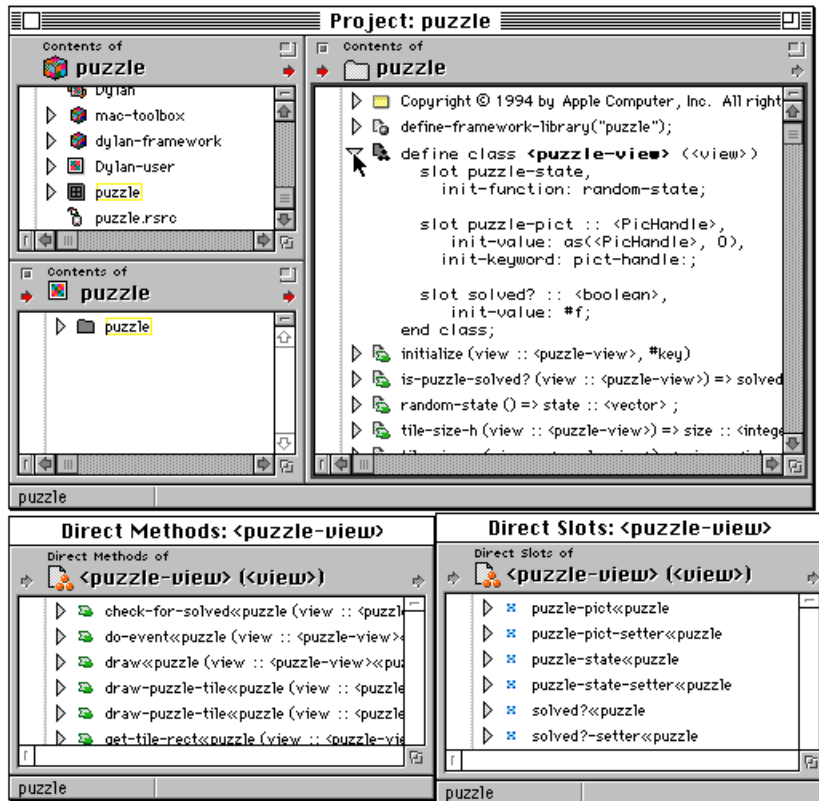 Project: puzzle
Contents of
puzzle
Dylan
mac-toolbox
dylan-framework
Dylan-user
puzzle
puzzle.rsrc
Contents of
puzzle
puzzle
Contents of
puzzle
Copyright © 1994 by Apple Computer, Inc. All right
define-framework-library("puzzle");
define class <puzzle-view> (<view>)
slot puzzle-state,
init-function: random-state;
slot puzzle-pict :: <PicHandle>,
init-value: as(<PicHandle>, 0),
init-keyword: pict-handle:;
slot solved? :: <boolean>,
init-value: #f;
end class;
initialize (view :: <puzzle-view>, #key)
is-puzzle-solved? (view :: <puzzle-view>) => solved
random-state () => state :: <vector> ;
tile-size-h (view :: <puzzle-view>) => size :: <intege
puzzle
Direct Methods: <puzzle-view>
Direct Methods of
<puzzle-view> (<view>)
check-for-solved«puzzle (view :: <puzzle
do-event«puzzle (view :: <puzzle-view>«
draw«puzzle (view :: <puzzle-view>«puz
draw-puzzle-tile«puzzle (view :: <puzzle
draw-puzzle-tile«puzzle (view :: <puzzle
get-tile-rect«puzzle (view :: <puzzle-vie
puzzle
Direct Slots: <puzzle-view>
Direct Slots of
<puzzle-view> (<view>)
puzzle-pict«puzzle
puzzle-pict-setter«puzzle
puzzle-state«puzzle
puzzle-state-setter«puzzle
solved?«puzzle
solved?-setter«puzzle
puzzle